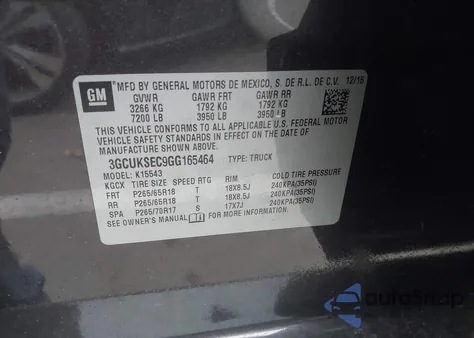 GM
MFD BY GENERAL MOTORS DE MEXICO, S. DE R.L. DE C.V. 12/15
GVWR GAWR FRT GAWR RR
3266 KG 1792 KG 1792 KG
7200 LB 3950 LB 3950 LB
THIS VEHICLE CONFORMS TO ALL APPLICABLE U.S. FEDERAL MOTOR
VEHICLE SAFETY STANDARDS IN EFFECT ON THE DATE OF
MANUFACTURE SHOWN ABOVE.
3GCUKSEC9GG165464 TYPE: TRUCK
MODEL: K15543
KGCX TIRE SIZE SPEED RTG RIM COLD TIRE PRESSURE
FRT P265/65R18 T 18X8.5J 240KPA(35PSI)
RR P265/65R18 T 18X8.5J 240KPA(35PSI)
SPA P265/70R17 S 17X7J 240KPA(35PSI)
SEE OWNER'S MANUAL FOR MORE INFORMATION.
autoSnap